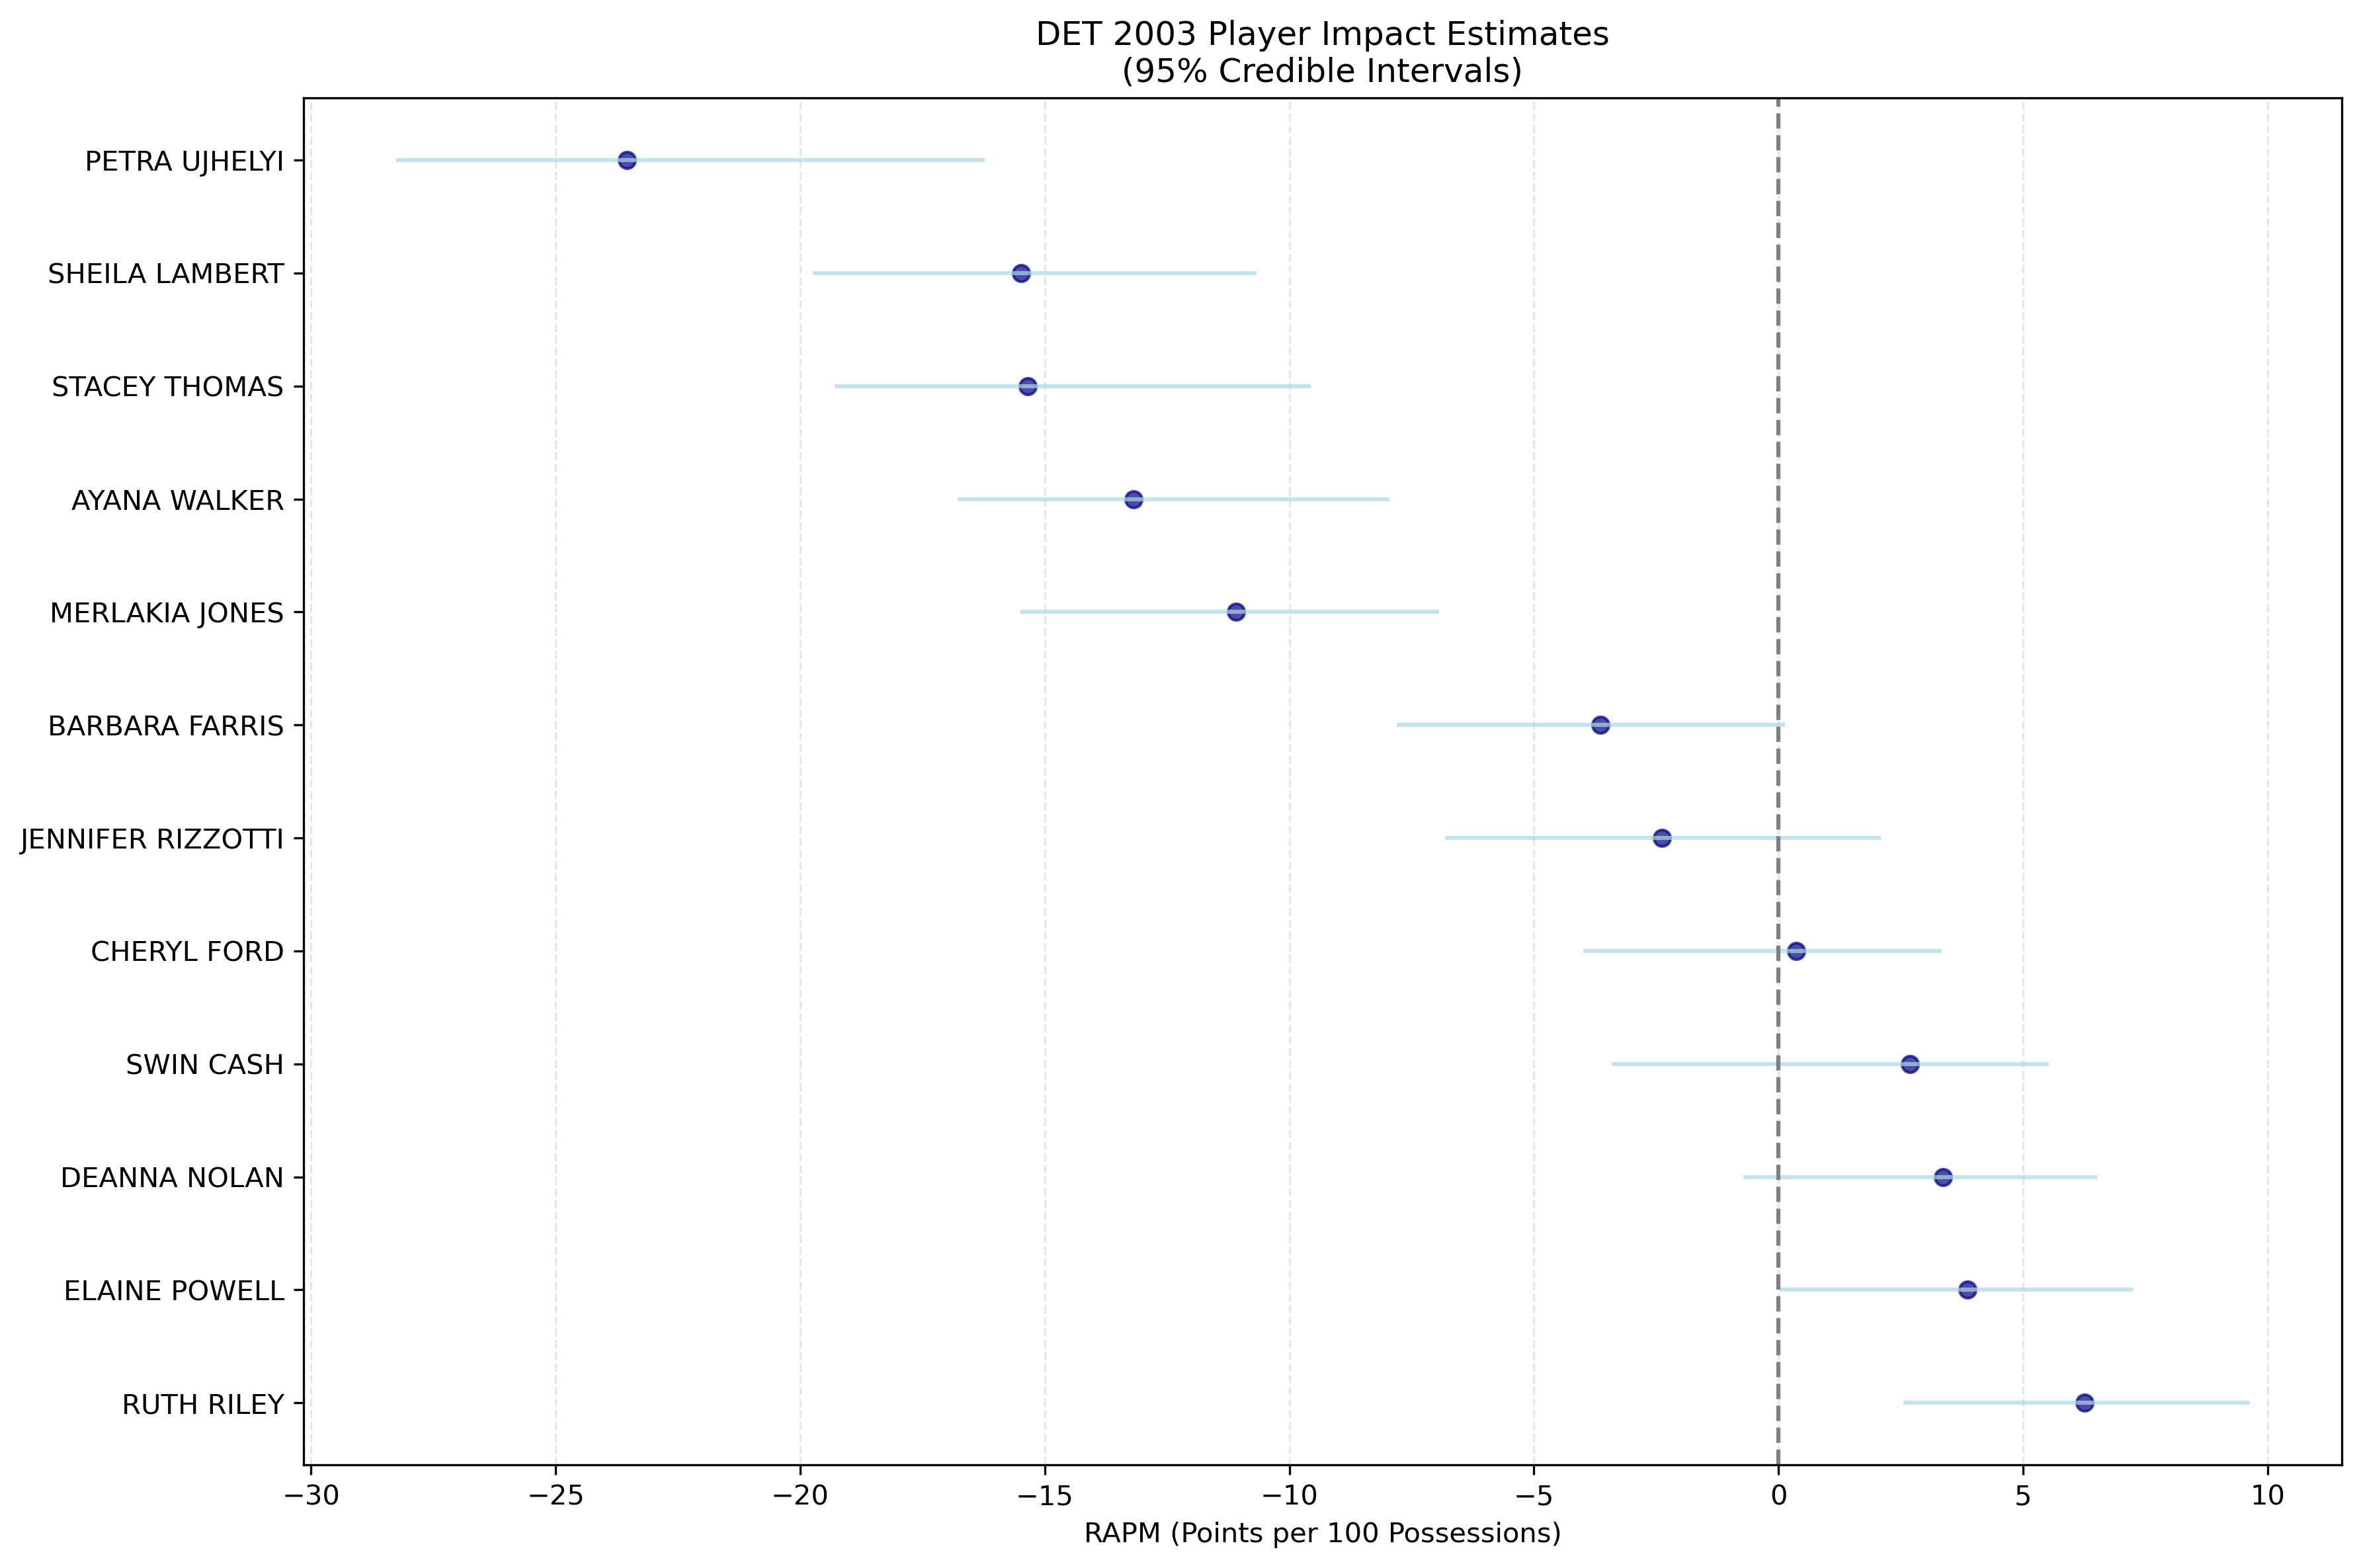 DET 2003 Player Impact Estimates
(95% Credible Intervals)
PETRA UJHELYI
SHEILA LAMBERT
STACEY THOMAS
AYANA WALKER
MERLAKIA JONES
BARBARA FARRIS
JENNIFER RIZZOTTI
CHERYL FORD
SWIN CASH
DEANNA NOLAN
ELAINE POWELL
RUTH RILEY
−30 −25 −20 −15 −10 −5 0 5 10
RAPM (Points per 100 Possessions)